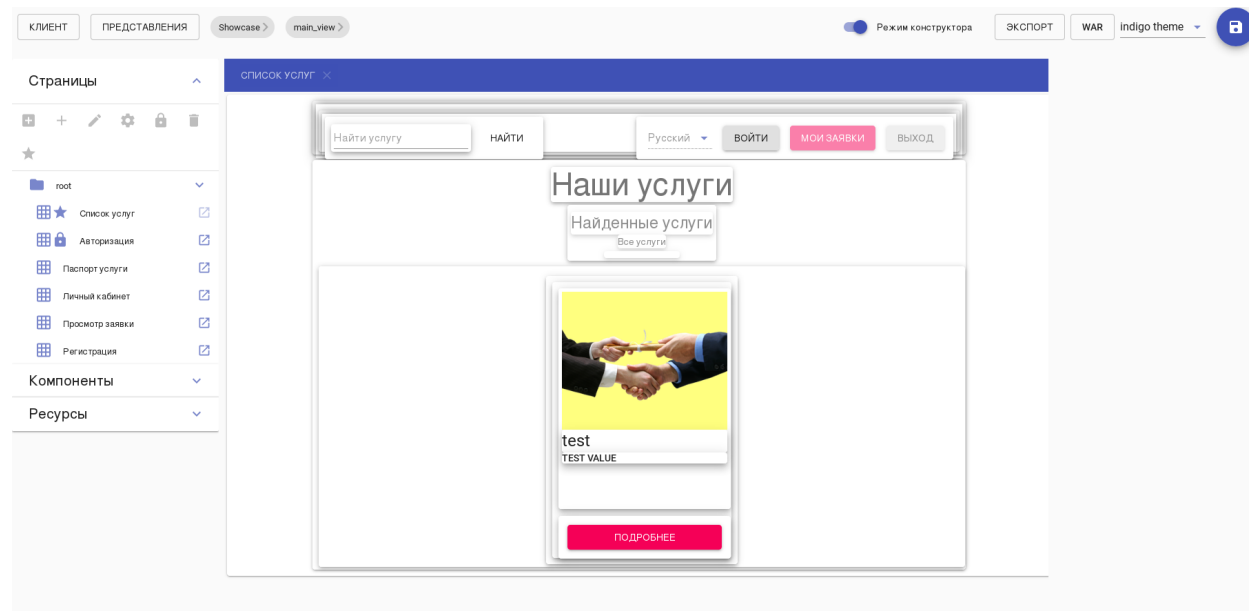 КЛИЕНТ ПРЕДСТАВЛЕНИЯ Showcase main_view Режим конструктора ЭКСПОРТ WAR indigo theme
Страницы
root
Список услуг
Авторизация
Паспорт услуги
Личный кабинет
Просмотр заявки
Регистрация
Компоненты
Ресурсы
СПИСОК УСЛУГ
Найти услугу НАЙТИ Русский ВОЙТИ МОИ ЗАЯВКИ ВЫХОД
Наши услуги
Найденные услуги
Все услуги
test
TEST VALUE
ПОДРОБНЕЕ